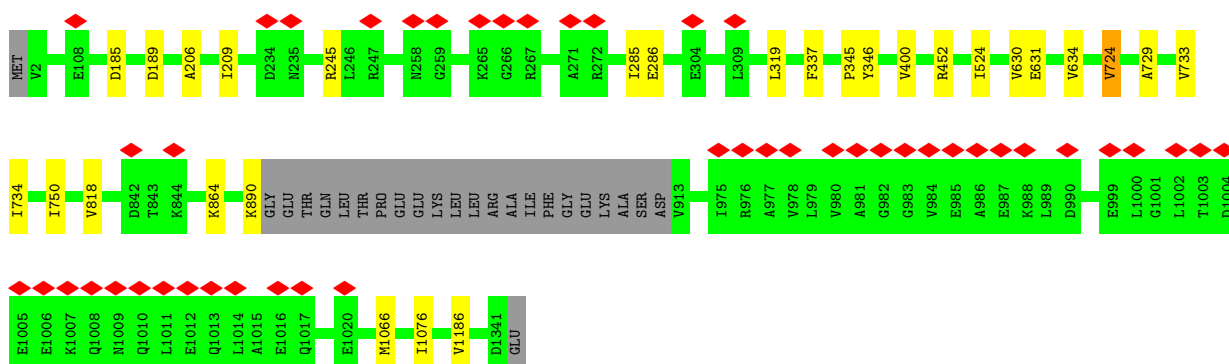 MET V2 E108 D185 D189 A206 I209 D234 N235 R245 L246 R247 N258 G259 K265 G266 R267 A271 R272 I285 E286 E304 L309 L319 F337 P345 Y346 V400 R452 I524 V630 E631 V634 V724 A729 V733
I734 I750 V818 D842 T843 K844 K864 K890 GLY GLU THR GLN LEU THR PRO GLU GLU LYS LEU LEU ARG ALA ILE PHE GLY GLU LYS ALA SER ASP V913 I975 R976 A977 V978 L979 V980 A981 G982 G983 V984 E985 A986 E987 K988 L989 D990 E999 L1000 G1001 L1002 T1003 D1004
E1005 E1006 K1007 Q1008 N1009 Q1010 L1011 E1012 Q1013 L1014 A1015 E1016 Q1017 E1020 M1066 I1076 V1186 D1341 GLU